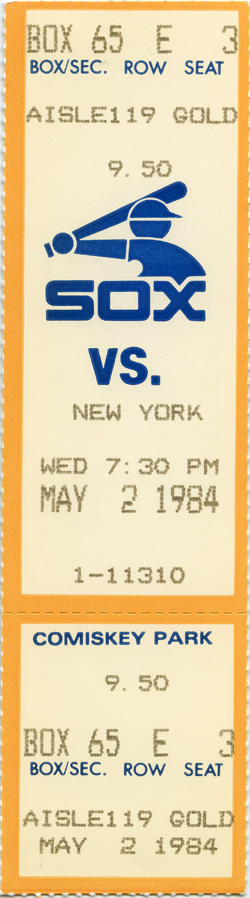 BOX 65 E 3
BOX/SEC. ROW SEAT
AISLE119 GOLD
9.50
SOX
VS.
NEW YORK
WED 7:30 PM
MAY 2 1984
1-11310
COMISKEY PARK
9.50
BOX 65 E 3
BOX/SEC. ROW SEAT
AISLE119 GOLD
MAY 2 1984